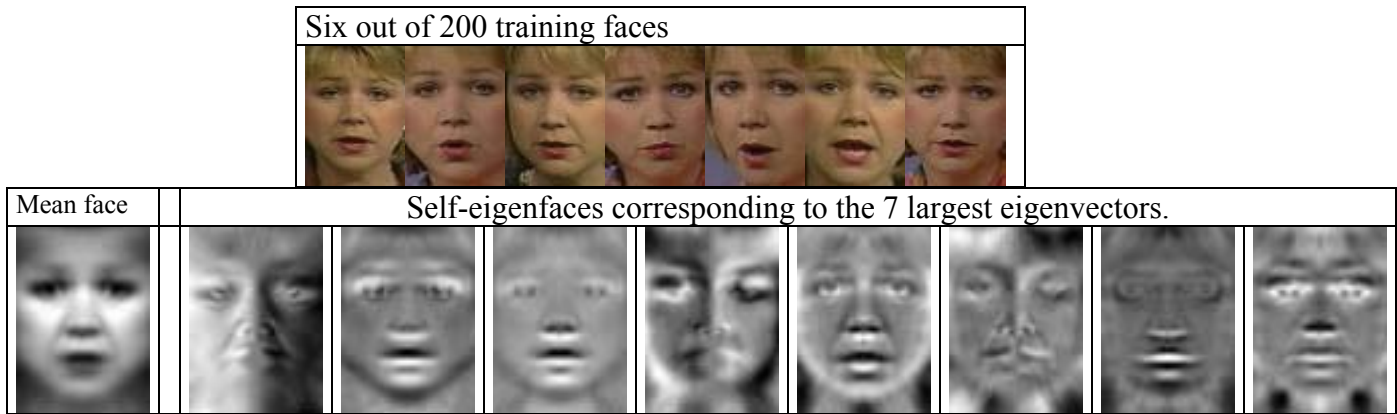 Six out of 200 training faces
Mean face
Self-eigenfaces corresponding to the 7 largest eigenvectors.